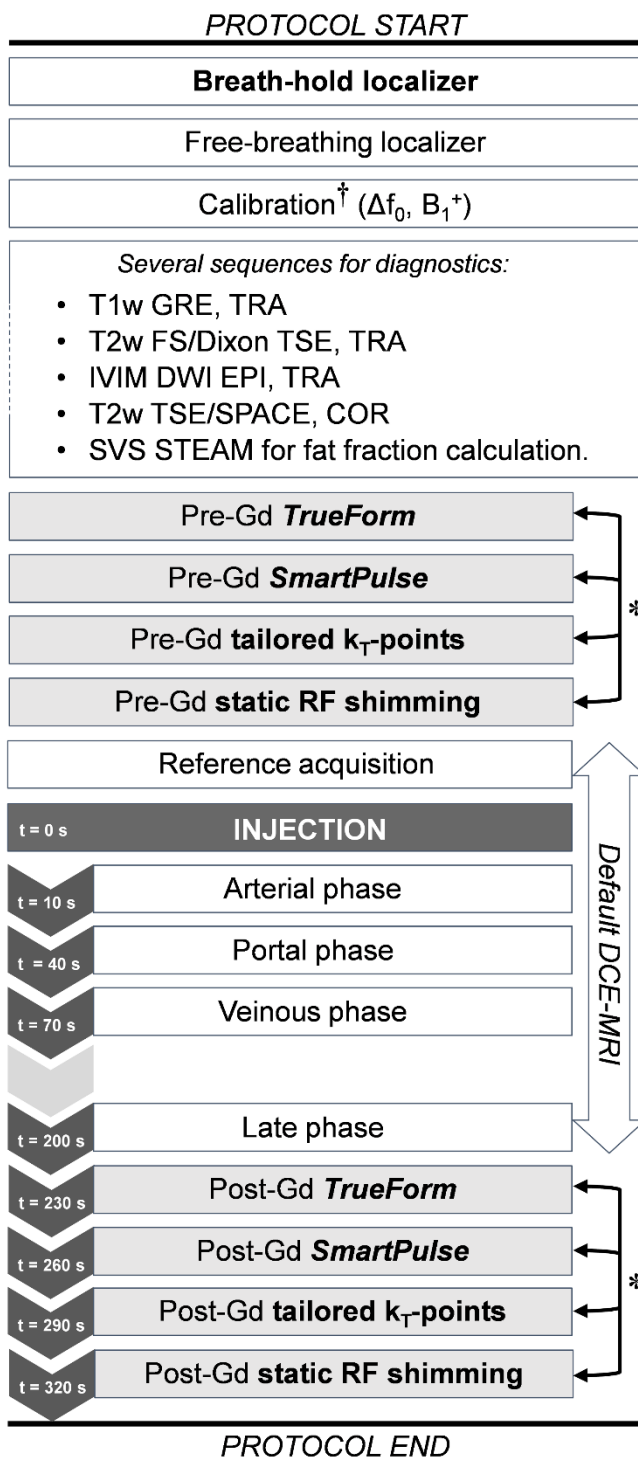 PROTOCOL START
Breath-hold localizer
Free-breathing localizer
Calibration† (Δf₀, B₁⁺)
Several sequences for diagnostics:
• T1w GRE, TRA
• T2w FS/Dixon TSE, TRA
• IVIM DWI EPI, TRA
• T2w TSE/SPACE, COR
• SVS STEAM for fat fraction calculation.
Pre-Gd TrueForm
Pre-Gd SmartPulse
*
Pre-Gd tailored kT-points
Pre-Gd static RF shimming
Reference acquisition
t = 0 s INJECTION
Default DCE-MRI
t = 10 s Arterial phase
t = 40 s Portal phase
t = 70 s Veinous phase
t = 200 s Late phase
t = 230 s Post-Gd TrueForm
t = 260 s Post-Gd SmartPulse
*
t = 290 s Post-Gd tailored kT-points
t = 320 s Post-Gd static RF shimming
PROTOCOL END